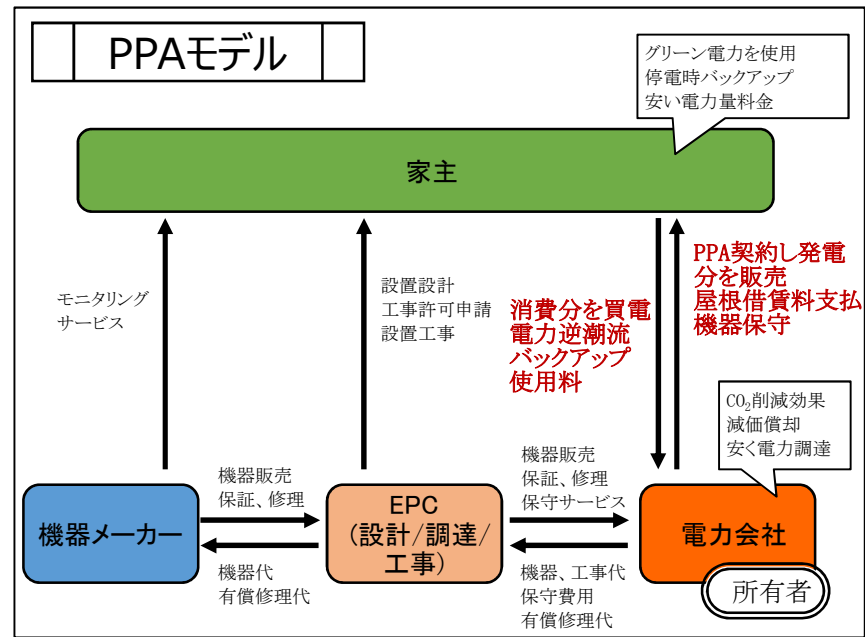 PPAモデル
グリーン電力を使用
停電時バックアップ
安い電力量料金
家主
モニタリング
サービス
設置設計
工事許可申請
設置工事
消費分を買電
電力逆潮流
バックアップ
使用料
PPA契約し発電
分を販売
屋根借賃料支払
機器保守
CO₂削減効果
減価償却
安く電力調達
機器メーカー
機器販売
保証、修理
機器代
有償修理代
EPC
(設計/調達/
工事)
機器販売
保証、修理
保守サービス
機器、工事代
保守費用
有償修理代
電力会社
所有者